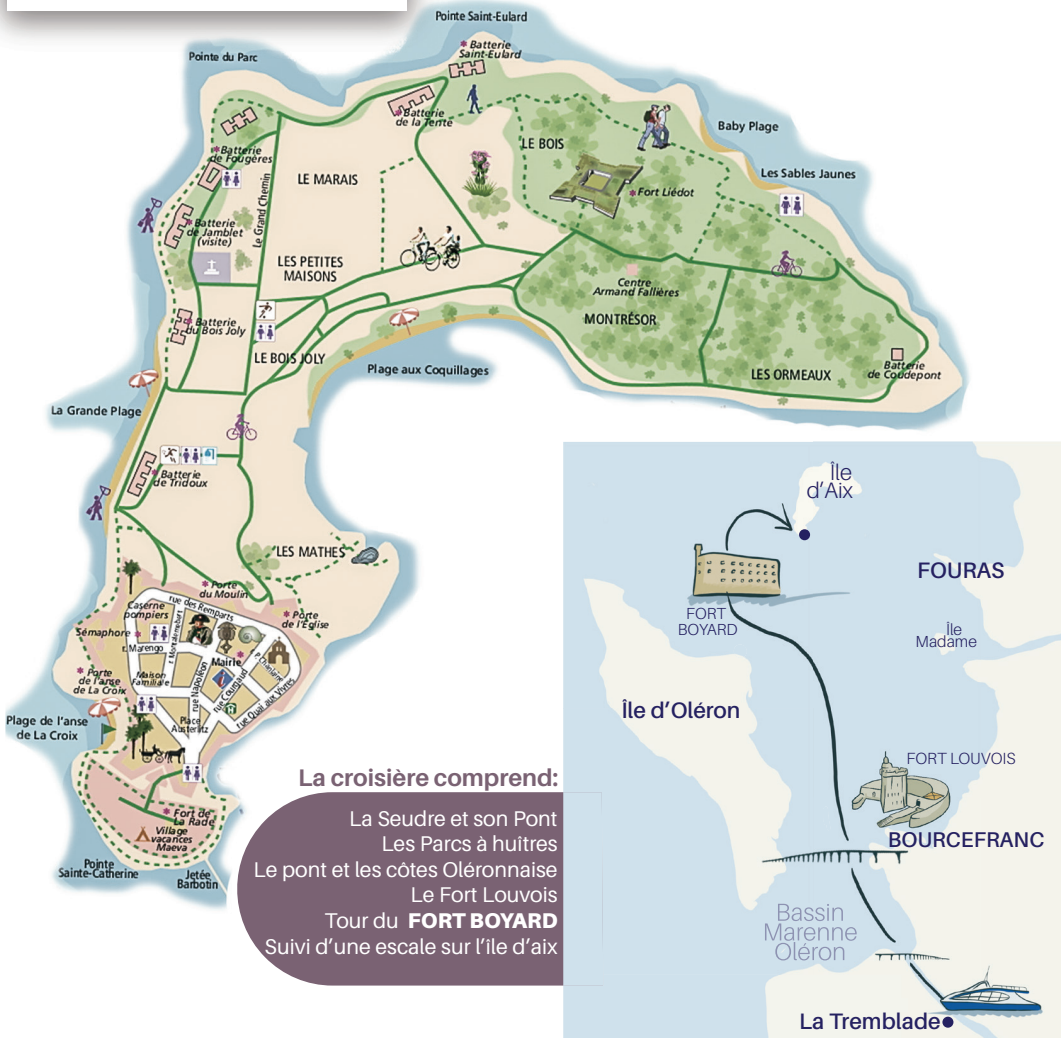 Pointe Saint-Eulard
Pointe du Parc
Batterie
Saint-Eulard
Batterie
de la Tente
Baby Plage
LE BOIS
Batterie
de Fougères
LE MARAIS
Les Sables Jaunes
Fort Liédot
Le Grand Chemin
Batterie
de Jamblet
(visite)
LES PETITES
MAISONS
Centre
Armand Fallières
MONTRÉSOR
Batterie
du Bois Joly
LE BOIS JOLY
Plage aux Coquillages
LES ORMEAUX
Batterie
de Coudepont
La Grande Plage
Batterie
de Tridoux
LES MATHES
Porte
du Moulin
rue des Remparts
Caserne
pompiers
Porte
de l'Église
Sémaphore
r. Montalembert
r. Marengo
Mairie
P. Chanlaire
Porte
de l'anse
de La Croix
Maison
Familiale
rue Napoléon
rue Gourgaud
rue Quai aux Vivres
Place
Austerlitz
Plage de l'anse
de La Croix
Fort de
La Rade
Village
vacances
Maeva
Pointe
Sainte-Catherine
Jetée
Barbotin
La croisière comprend:
La Seudre et son Pont
Les Parcs à huîtres
Le pont et les côtes Oléronnaise
Le Fort Louvois
Tour du FORT BOYARD
Suivi d'une escale sur l'île d'aix
Île
d'Aix
FOURAS
FORT
BOYARD
Île
Madame
Île d'Oléron
FORT LOUVOIS
BOURCEFRANC
Bassin
Marenne
Oléron
La Tremblade